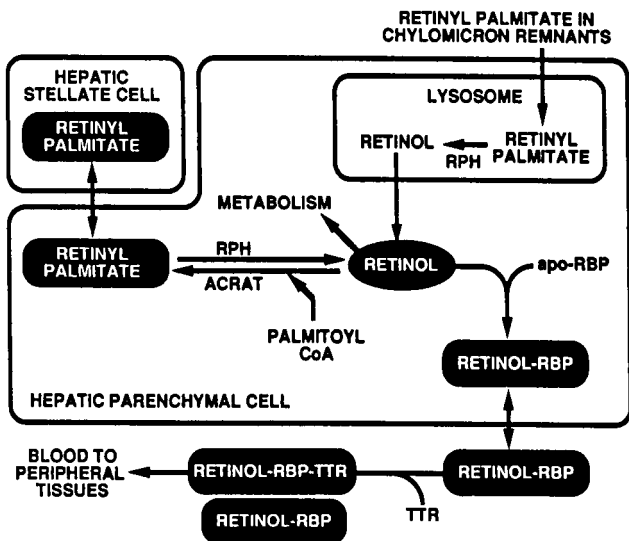 RETINYL PALMITATE IN
CHYLOMICRON REMNANTS
HEPATIC
STELLATE CELL
RETINYL
PALMITATE
LYSOSOME
RETINOL
RPH
RETINYL
PALMITATE
METABOLISM
RETINYL
PALMITATE
RPH
ACRAT
RETINOL
apo-RBP
PALMITOYL
CoA
RETINOL-RBP
HEPATIC PARENCHYMAL CELL
BLOOD TO
PERIPHERAL
TISSUES
RETINOL-RBP-TTR
TTR
RETINOL-RBP
RETINOL-RBP